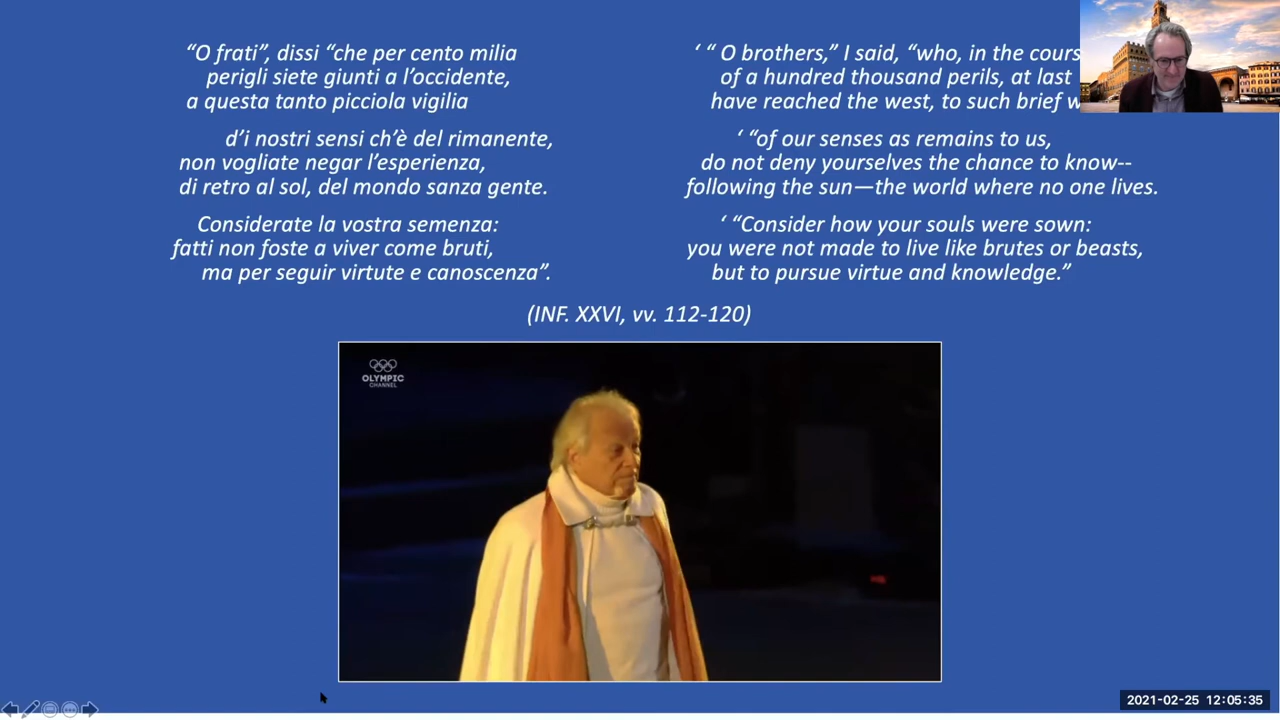 “O frati”, dissi “che per cento milia
perigli siete giunti a l’occidente,
a questa tanto picciola vigilia
d’i nostri sensi ch’è del rimanente,
non vogliate negar l’esperienza,
di retro al sol, del mondo sanza gente.
Considerate la vostra semenza:
fatti non foste a viver come bruti,
ma per seguir virtute e canoscenza”.
‘ “ O brothers,” I said, “who, in the cours
of a hundred thousand perils, at last
have reached the west, to such brief w
‘ “of our senses as remains to us,
do not deny yourselves the chance to know--
following the sun—the world where no one lives.
‘ “Consider how your souls were sown:
you were not made to live like brutes or beasts,
but to pursue virtue and knowledge.”
(INF. XXVI, vv. 112-120)
OLYMPIC
CHANNEL
2021-02-25 12:05:35